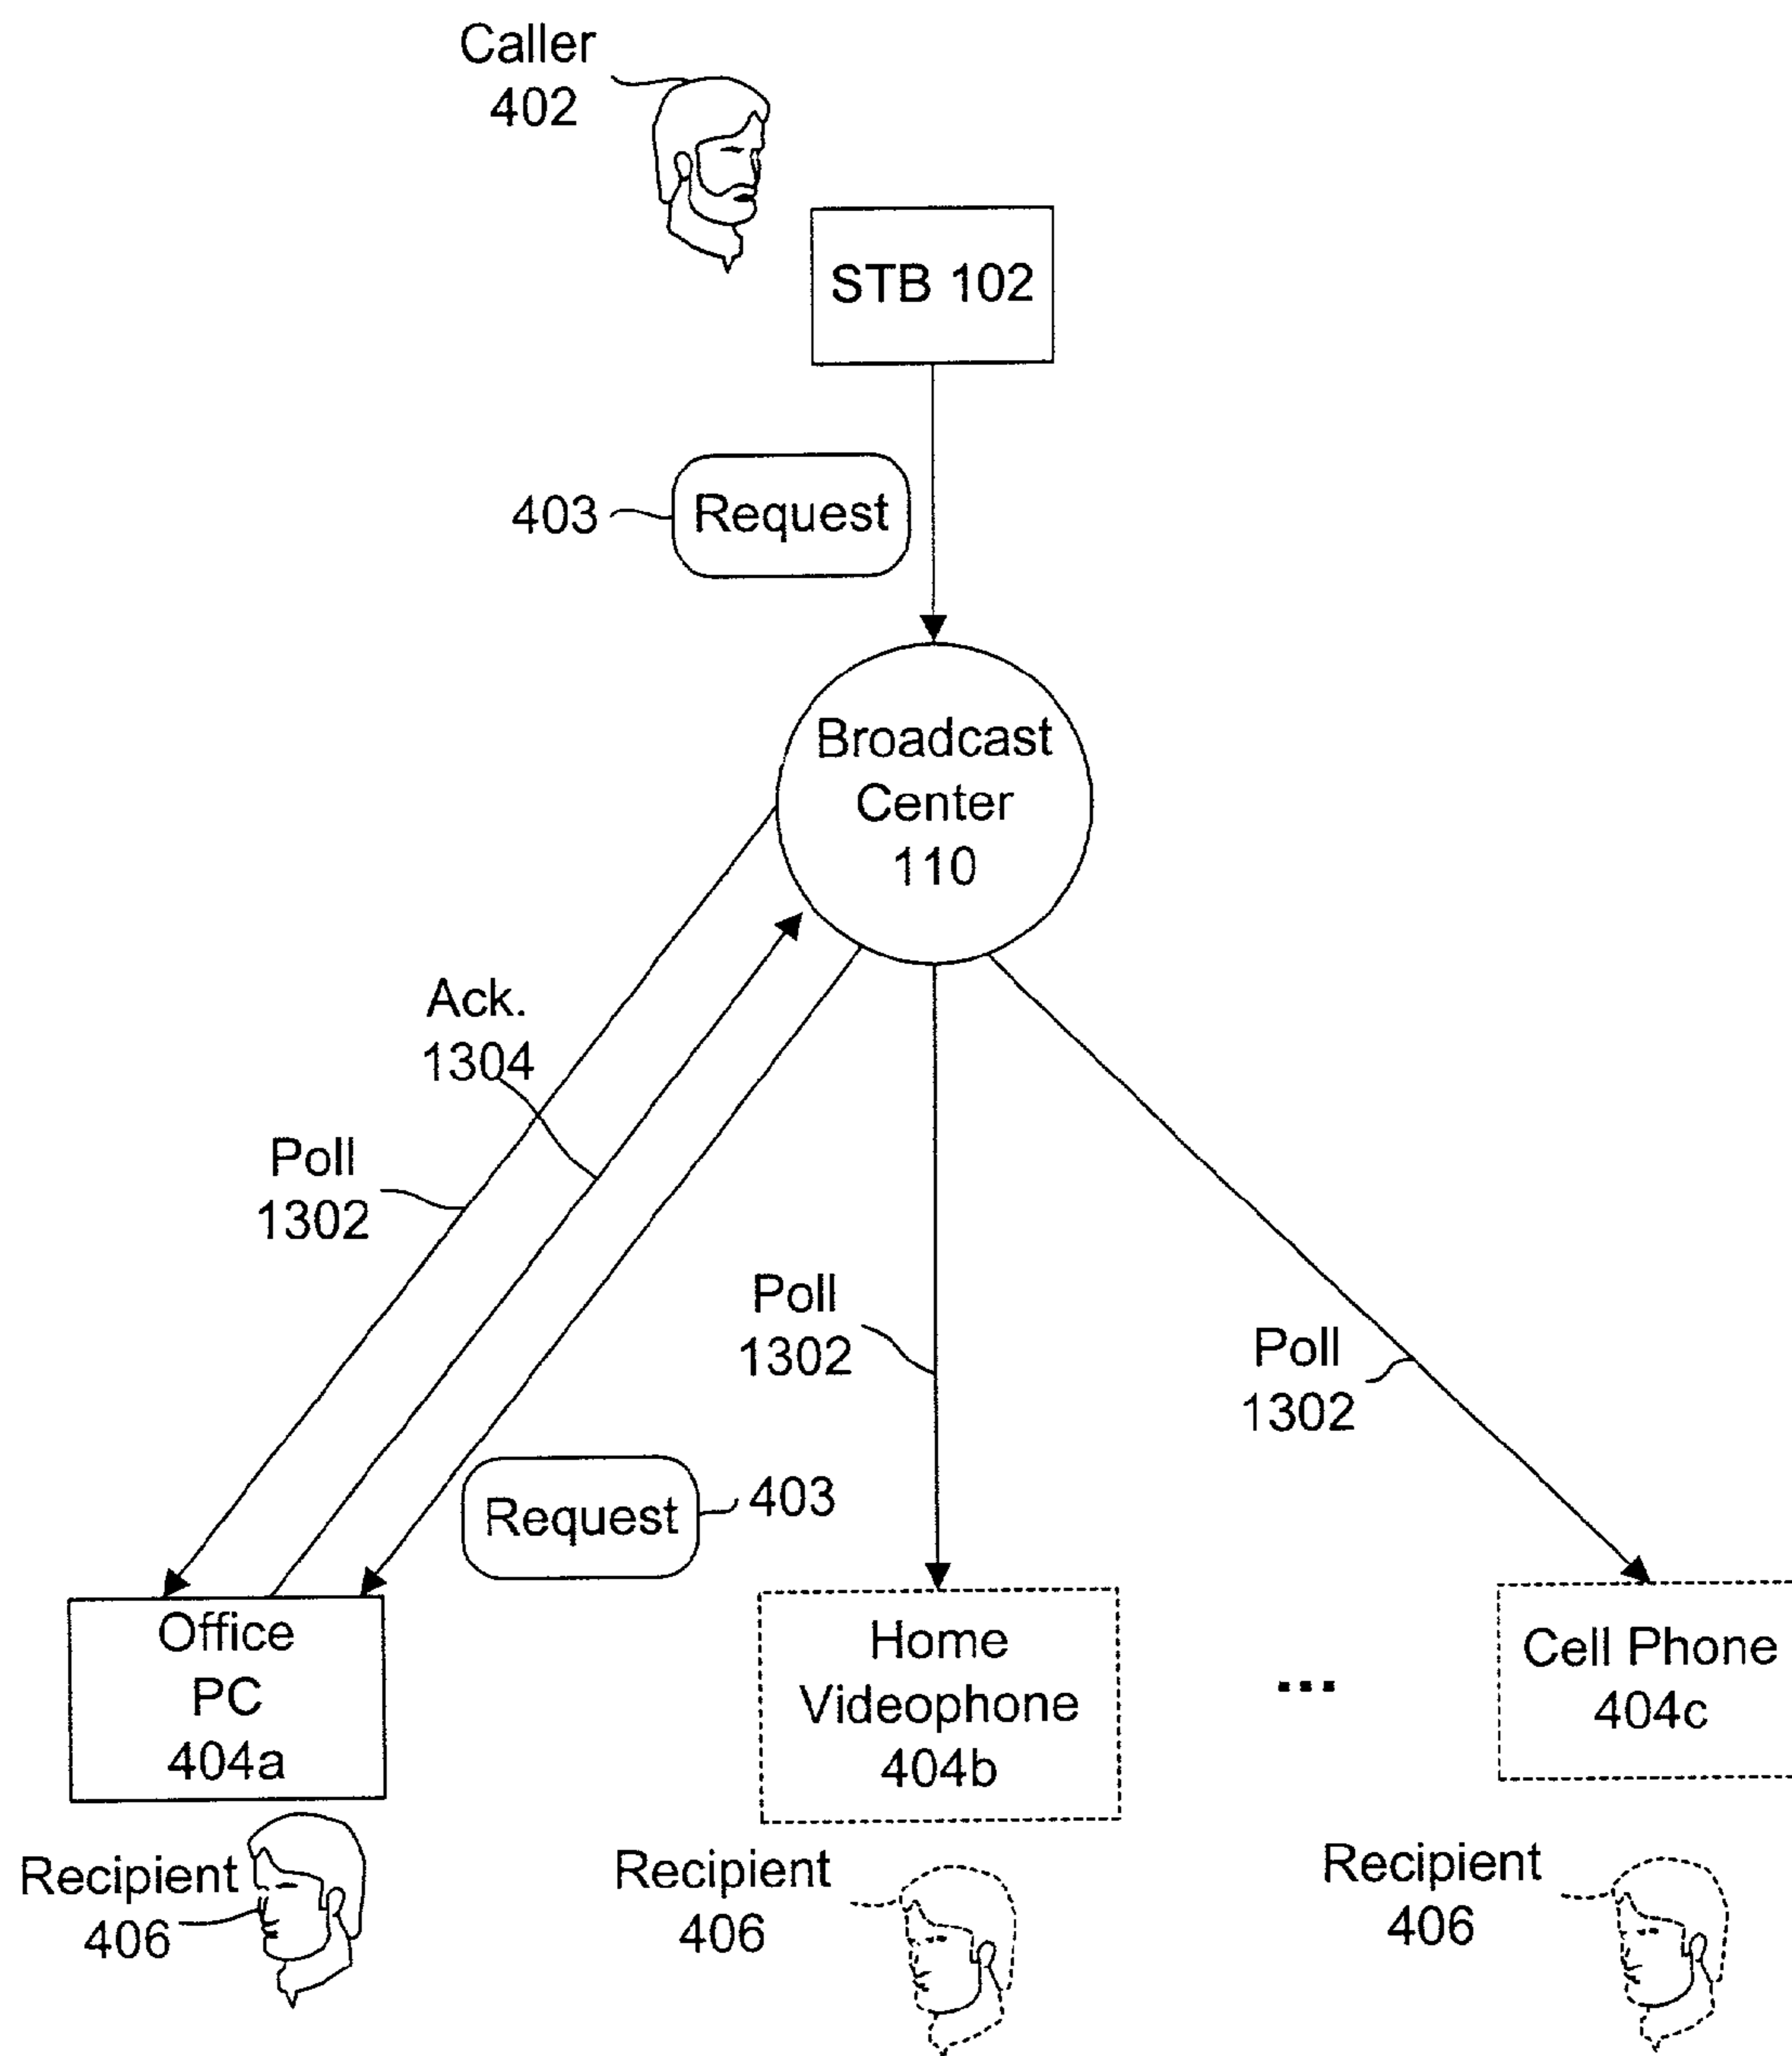 Caller
402
STB 102
403
Request
Broadcast
Center
110
Ack.
1304
Poll
1302
Poll
1302
Poll
1302
Request
403
Office
PC
404a
Home
Videophone
404b
...
Cell Phone
404c
Recipient
406
Recipient
406
Recipient
406